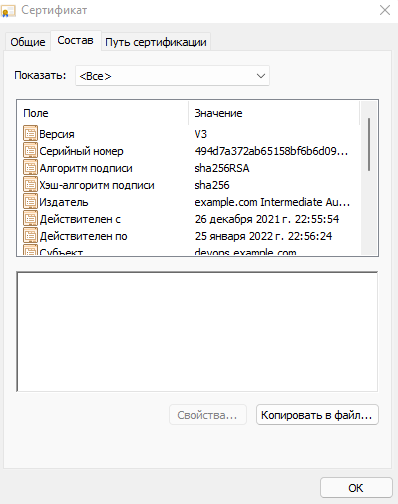 Сертификат
Общие Состав Путь сертификации
Показать: <Все>
Поле Значение
Версия V3
Серийный номер 494d7a372ab65158bf6b6d09...
Алгоритм подписи sha256RSA
Хэш-алгоритм подписи sha256
Издатель example.com Intermediate Au...
Действителен с 26 декабря 2021 г. 22:55:54
Действителен по 25 января 2022 г. 22:56:24
Субъект devops.example.com
Свойства... Копировать в файл...
ОК